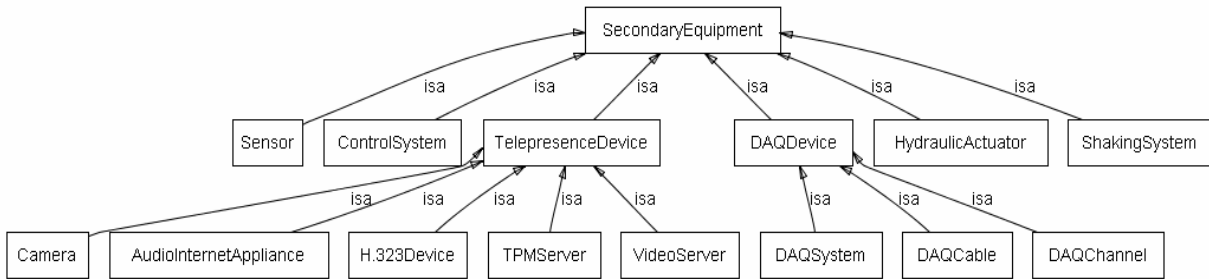 SecondaryEquipment
isa isa isa isa isa isa
Sensor ControlSystem TelepresenceDevice DAQDevice HydraulicActuator ShakingSystem
isa isa isa isa isa isa isa isa
Camera AudioInternetAppliance H.323Device TPMServer VideoServer DAQSystem DAQCable DAQChannel